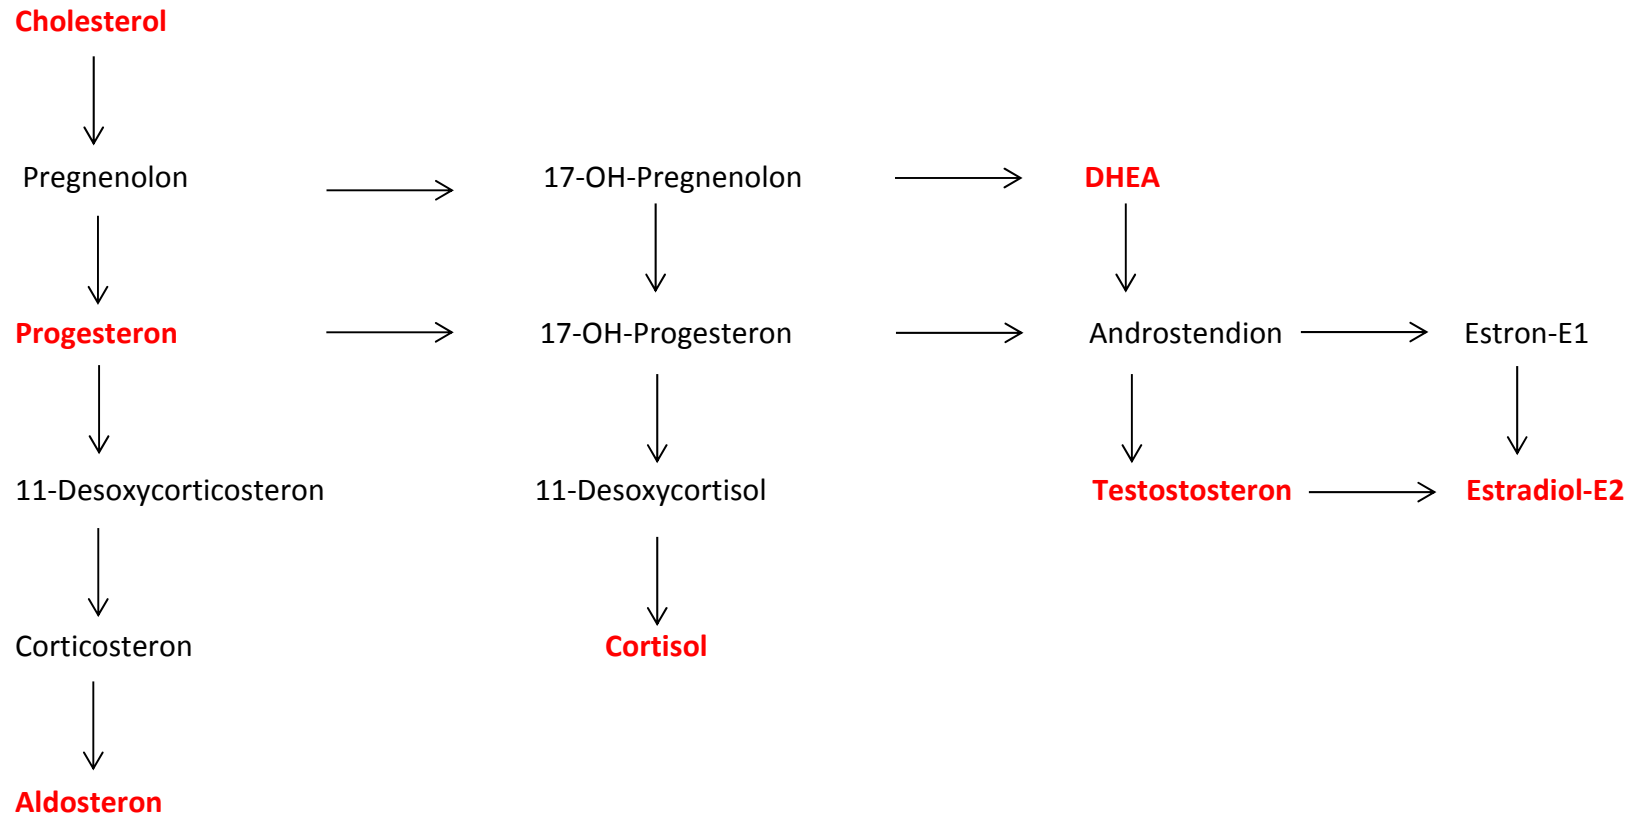 Cholesterol
Pregnenolon
17-OH-Pregnenolon
DHEA
Progesteron
17-OH-Progesteron
Androstendion
Estron-E1
11-Desoxycorticosteron
11-Desoxycortisol
Testostosteron
Estradiol-E2
Corticosteron
Cortisol
Aldosteron